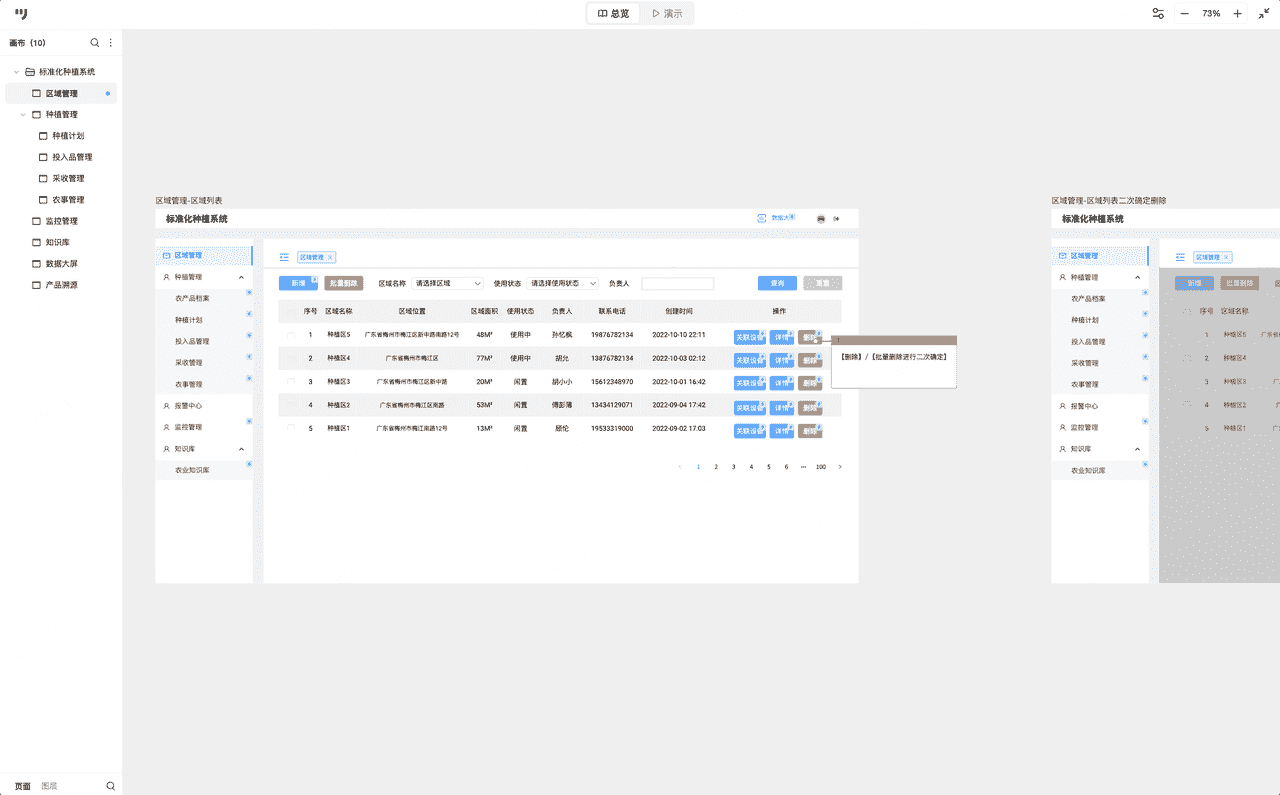 总览
演示
73%
画布（10）
标准化种植系统
区域管理
种植管理
种植计划
投入品管理
采收管理
农事管理
监控管理
知识库
数据大屏
产品溯源
页面
图层
区域管理-区域列表
标准化种植系统
数据大屏
区域管理
种植管理
农产品档案
种植计划
投入品管理
采收管理
农事管理
报警中心
监控管理
知识库
农业知识库
区域管理 X
新增
批量删除
区域名称 请选择区域
使用状态 请选择使用状态
负责人
查询
重置
序号 区域名称 区域位置 区域面积 使用状态 负责人 联系电话 创建时间 操作
1 种植区5 广东省梅州市梅江区新中路南路12号 48M² 使用中 孙忆枫 19876782134 2022-10-10 22:11 关联设备 详情 删除
2 种植区4 广东省梅州市梅江区 77M² 使用中 胡允 13876782134 2022-10-03 02:12 关联设备 详情 删除
3 种植区3 广东省梅州市梅江区新中路 20M² 闲置 胡小小 15612348970 2022-10-01 16:42 关联设备 详情 删除
4 种植区2 广东省梅州市梅江区南路 53M² 闲置 傅彭蒲 13434129071 2022-09-04 17:42 关联设备 详情 删除
5 种植区1 广东省梅州市梅江南路12号 13M² 闲置 顾伦 19533319000 2022-09-02 17:03 关联设备 详情 删除
1 2 3 4 5 6 ••• 100
1
【删除】/【批量删除进行二次确定】
区域管理-区域列表二次确定删除
标准化种植系统
区域管理
种植管理
农产品档案
种植计划
投入品管理
采收管理
农事管理
报警中心
监控管理
知识库
农业知识库
区域管理 X
新增
批量删除
序号 区域名称
1 种植区5
2 种植区4
3 种植区3
4 种植区2
5 种植区1